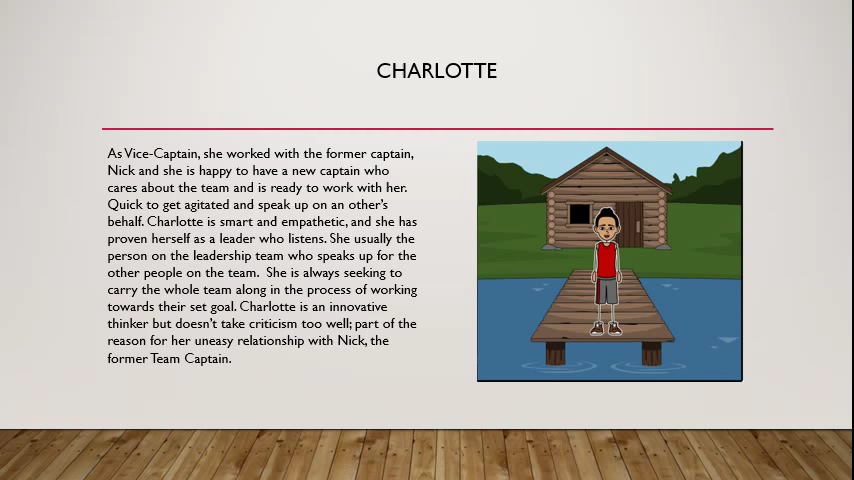 CHARLOTTE
As Vice-Captain, she worked with the former captain,
Nick and she is happy to have a new captain who
cares about the team and is ready to work with her.
Quick to get agitated and speak up on an other's
behalf. Charlotte is smart and empathetic, and she has
proven herself as a leader who listens. She usually the
person on the leadership team who speaks up for the
other people on the team.  She is always seeking to
carry the whole team along in the process of working
towards their set goal. Charlotte is an innovative
thinker but doesn't take criticism too well; part of the
reason for her uneasy relationship with Nick, the
former Team Captain.